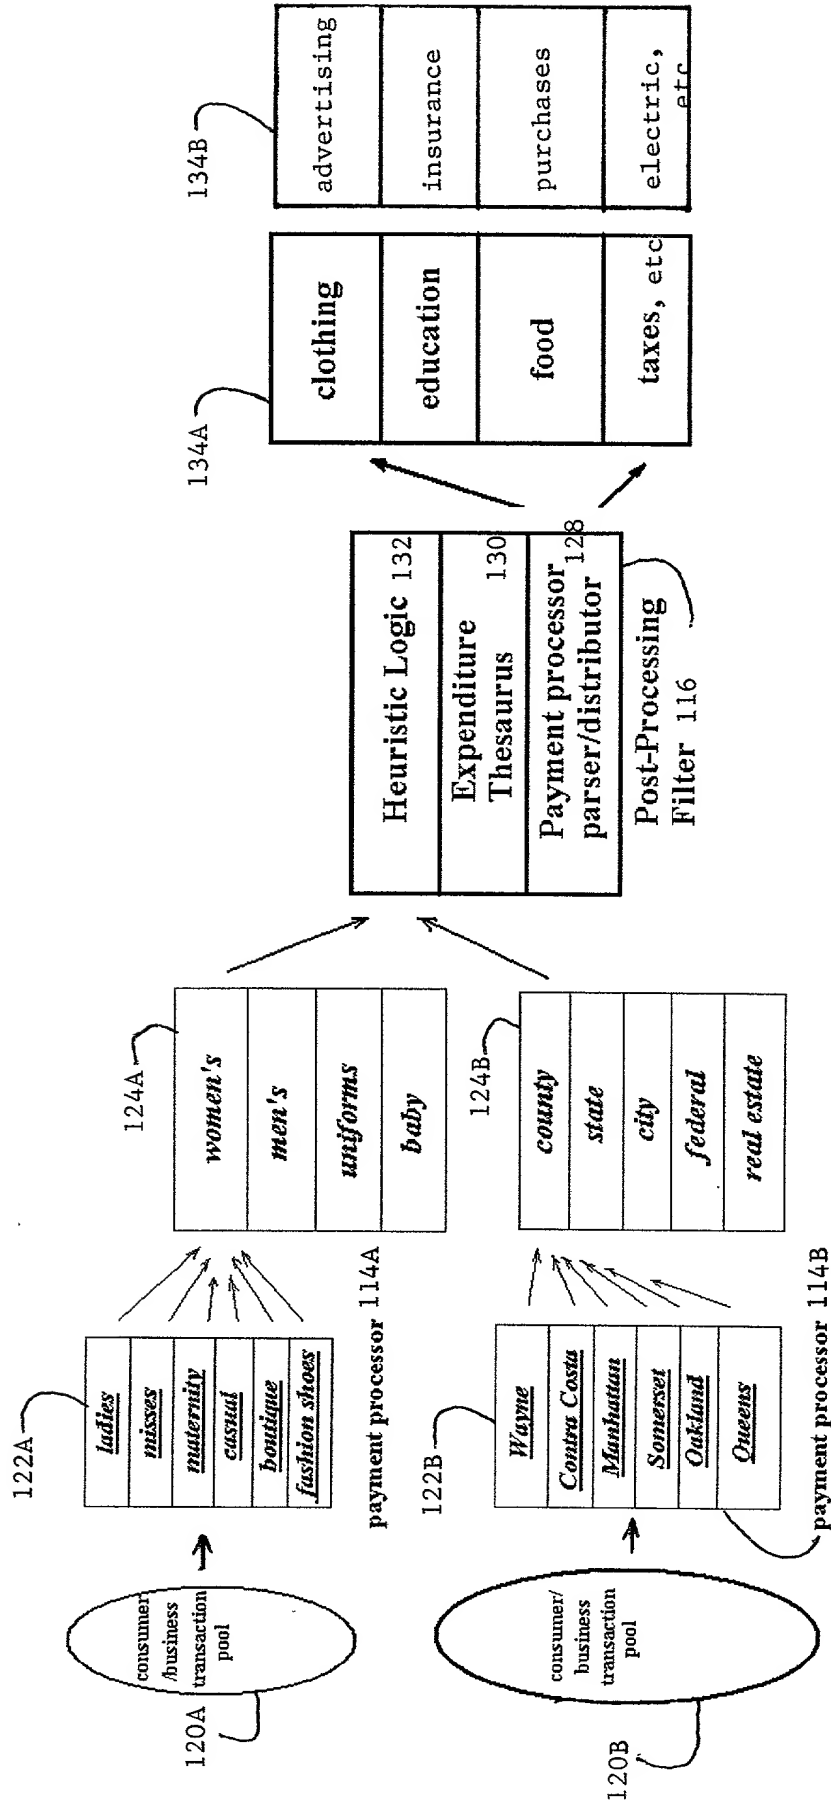 120A
consumer
/business
transaction
pool
122A
ladies
misses
maternity
casual
boutique
fashion shoes
payment processor 114A
124A
women's
men's
uniforms
baby
120B
consumer/
business
transaction
pool
122B
Wayne
Contra Costa
Manhattan
Somerset
Oakland
Queens
payment processor 114B
124B
county
state
city
federal
real estate
Heuristic Logic 132
Expenditure 130
Thesaurus
Payment processor 128
parser/distributor
Post-Processing
Filter 116
134A
clothing
education
food
taxes, etc
134B
advertising
insurance
purchases
electric,
etc